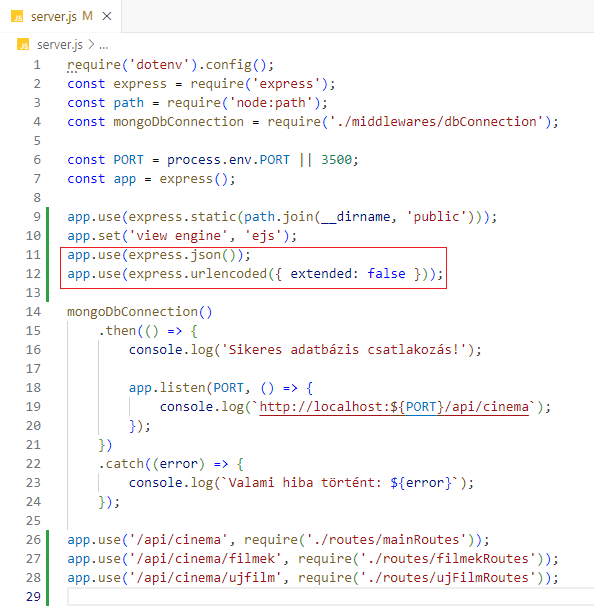 JS server.js M ×
JS server.js > ...
1 require('dotenv').config();
2 const express = require('express');
3 const path = require('node:path');
4 const mongoDbConnection = require('./middlewares/dbConnection');
5
6 const PORT = process.env.PORT || 3500;
7 const app = express();
8
9 app.use(express.static(path.join(__dirname, 'public')));
10 app.set('view engine', 'ejs');
11 app.use(express.json());
12 app.use(express.urlencoded({ extended: false }));
13
14 mongoDbConnection()
15     .then(() => {
16         console.log('Sikeres adatbázis csatlakozás!');
17
18         app.listen(PORT, () => {
19             console.log(`http://localhost:${PORT}/api/cinema`);
20         });
21     })
22     .catch((error) => {
23         console.log(`Valami hiba történt: ${error}`);
24     });
25
26 app.use('/api/cinema', require('./routes/mainRoutes'));
27 app.use('/api/cinema/filmek', require('./routes/filmekRoutes'));
28 app.use('/api/cinema/ujfilm', require('./routes/ujFilmRoutes'));
29